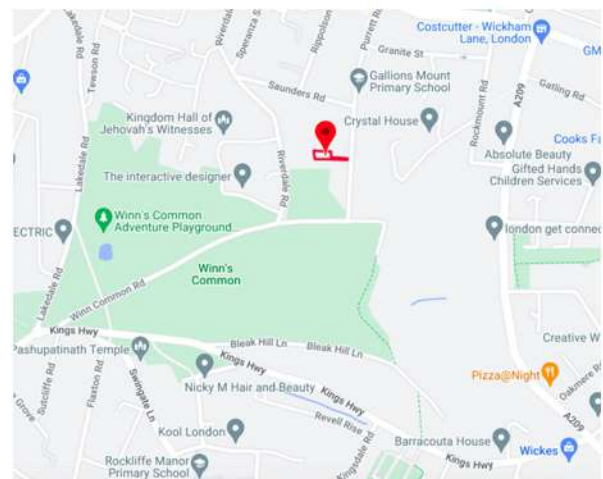 Costcutter - Wickham
Lane, London
GM
Lakedale Rd
Tewson Rd
Riverdale
Speranza S
Rippolson
Purrett R
Granite St
Saunders Rd
Gallions Mount
Primary School
A209
Gatling Rd
Rockmount Rd
Kingdom Hall of
Jehovah's Witnesses
Crystal House
Cooks Fa
Absolute Beauty
Gifted Hands
Children Services
The interactive designer
Riverdale Rd
Lakedale Rd
Winn's Common
Adventure Playground...
ECTRIC
london get connec
Winn's
Common
Winn Common Rd
Kings Hwy
Bleak Hill Ln
Bleak Hill Ln
Creative W
Pashupatinath Temple
Kings Hwy
Nicky M Hair and Beauty
Kings Hwy
Pizza@Night
Oakmere Rd
Sutcliffe Rd
Flaxton Rd
Swingate Ln
Grove
Revell Rise
Kool London
A209
Kingsdale Rd
Barracouta House
Wickes
Rockliffe Manor
Primary School